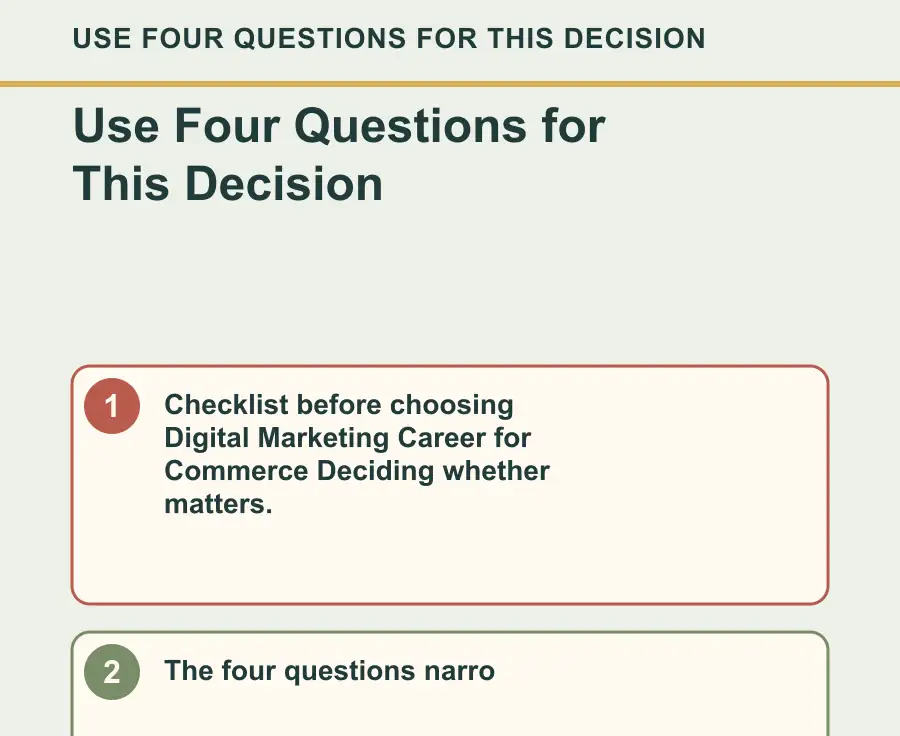 USE FOUR QUESTIONS FOR THIS DECISION
Use Four Questions for
This Decision
1
Checklist before choosing
Digital Marketing Career for
Commerce Deciding whether
matters.
2
The four questions narro